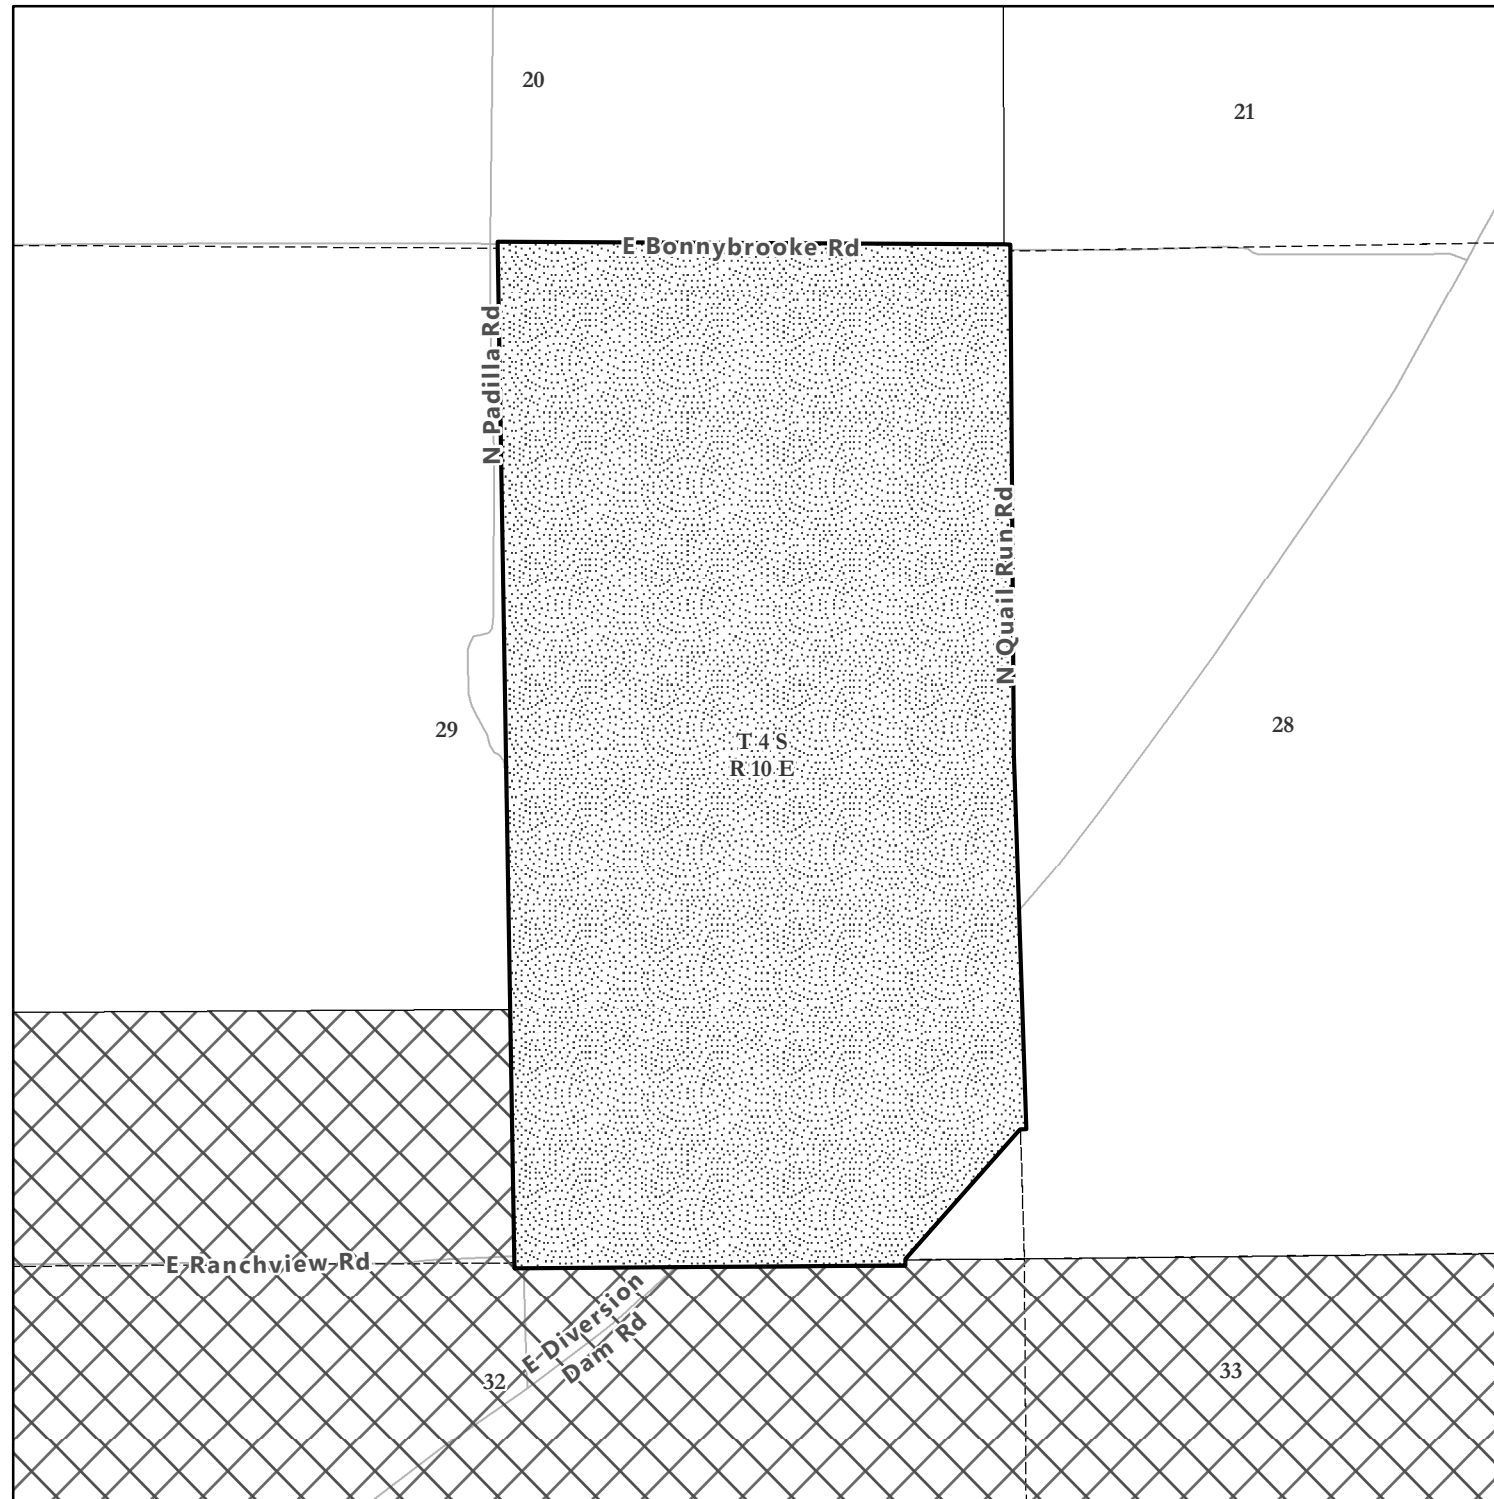 20
21
E Bonnybrooke Rd
N Padilla Rd
N Quail Run Rd
29
T 4 S
R 10 E
28
E Ranchview Rd
E Diversion
Dam Rd
32
33